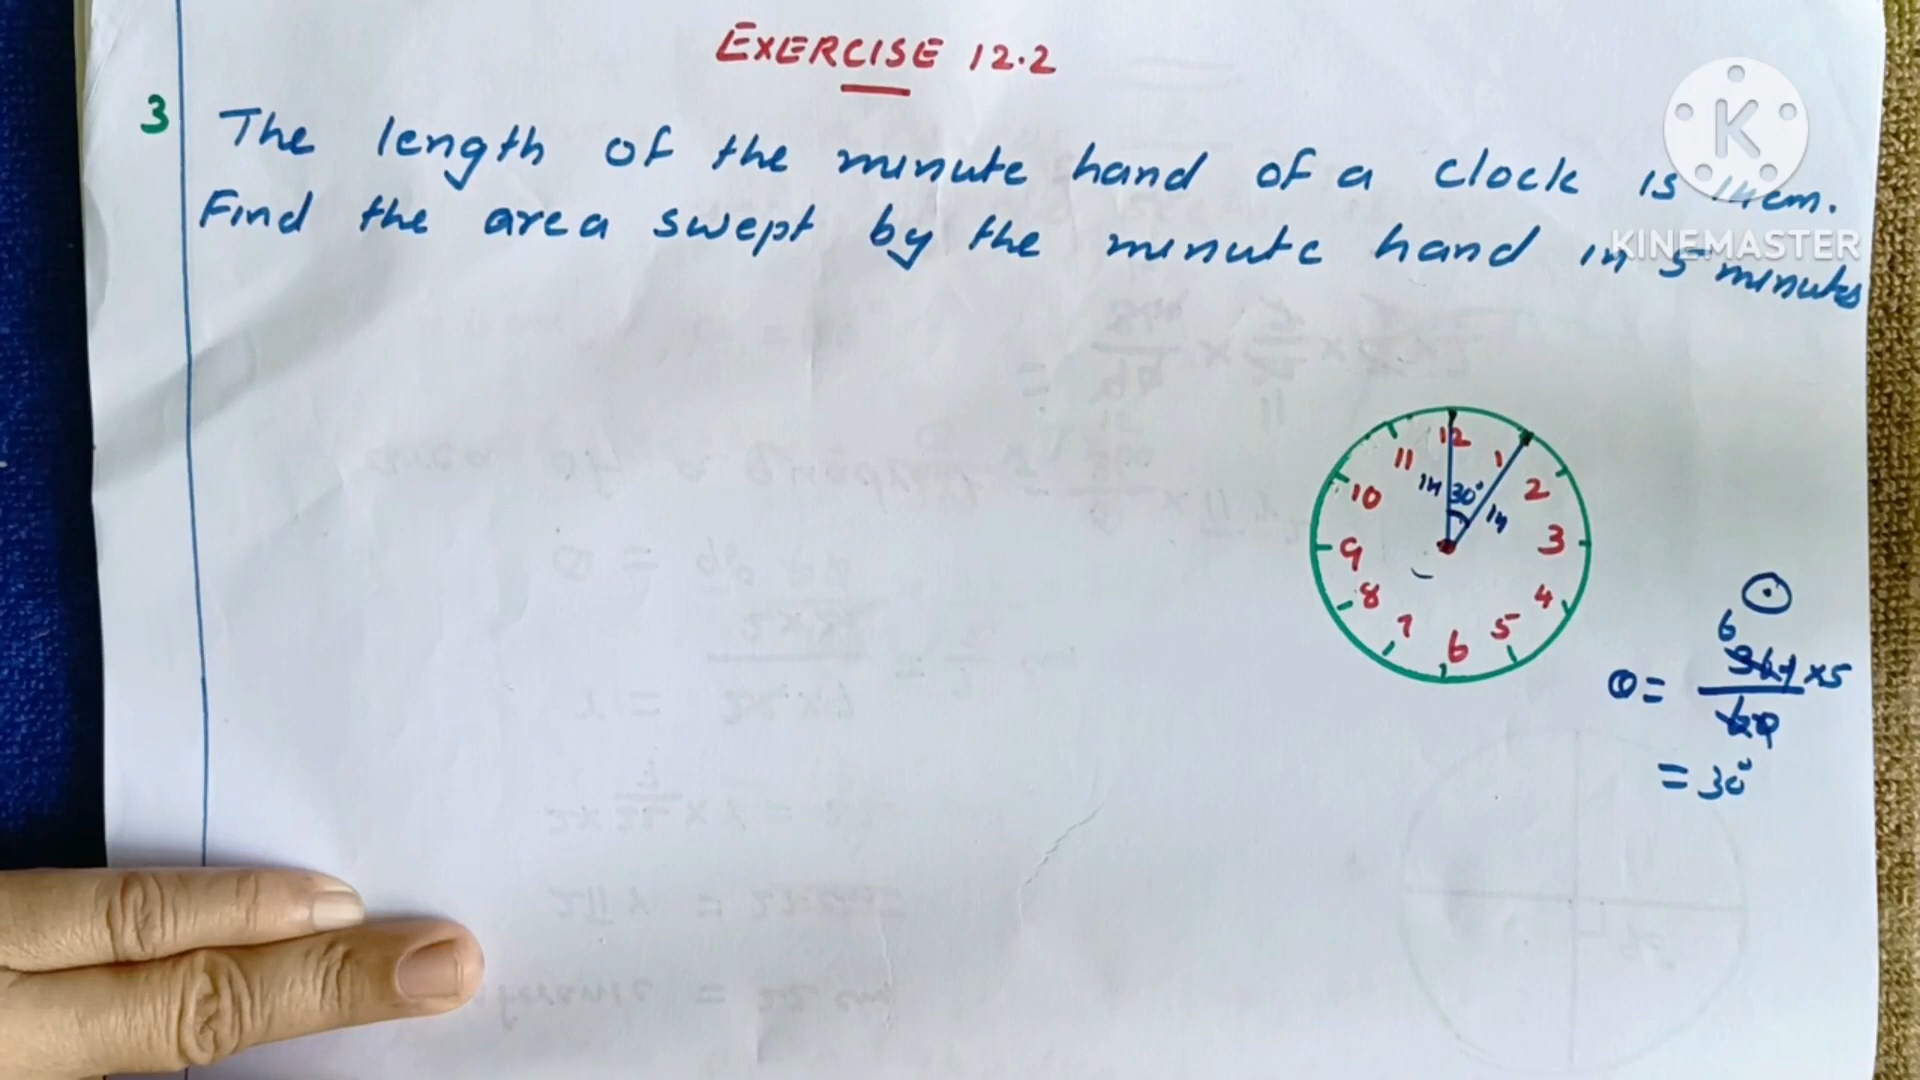 EXERCISE 12.2
3 The length of the minute hand of a clock is 14cm.
Find the area swept by the minute hand in 5 minutes
K
KINEMASTER
12
11 1
10 14 30° 14 2
9 3
8 4
7 5
6
6
θ = 360 × 5
60
= 30°